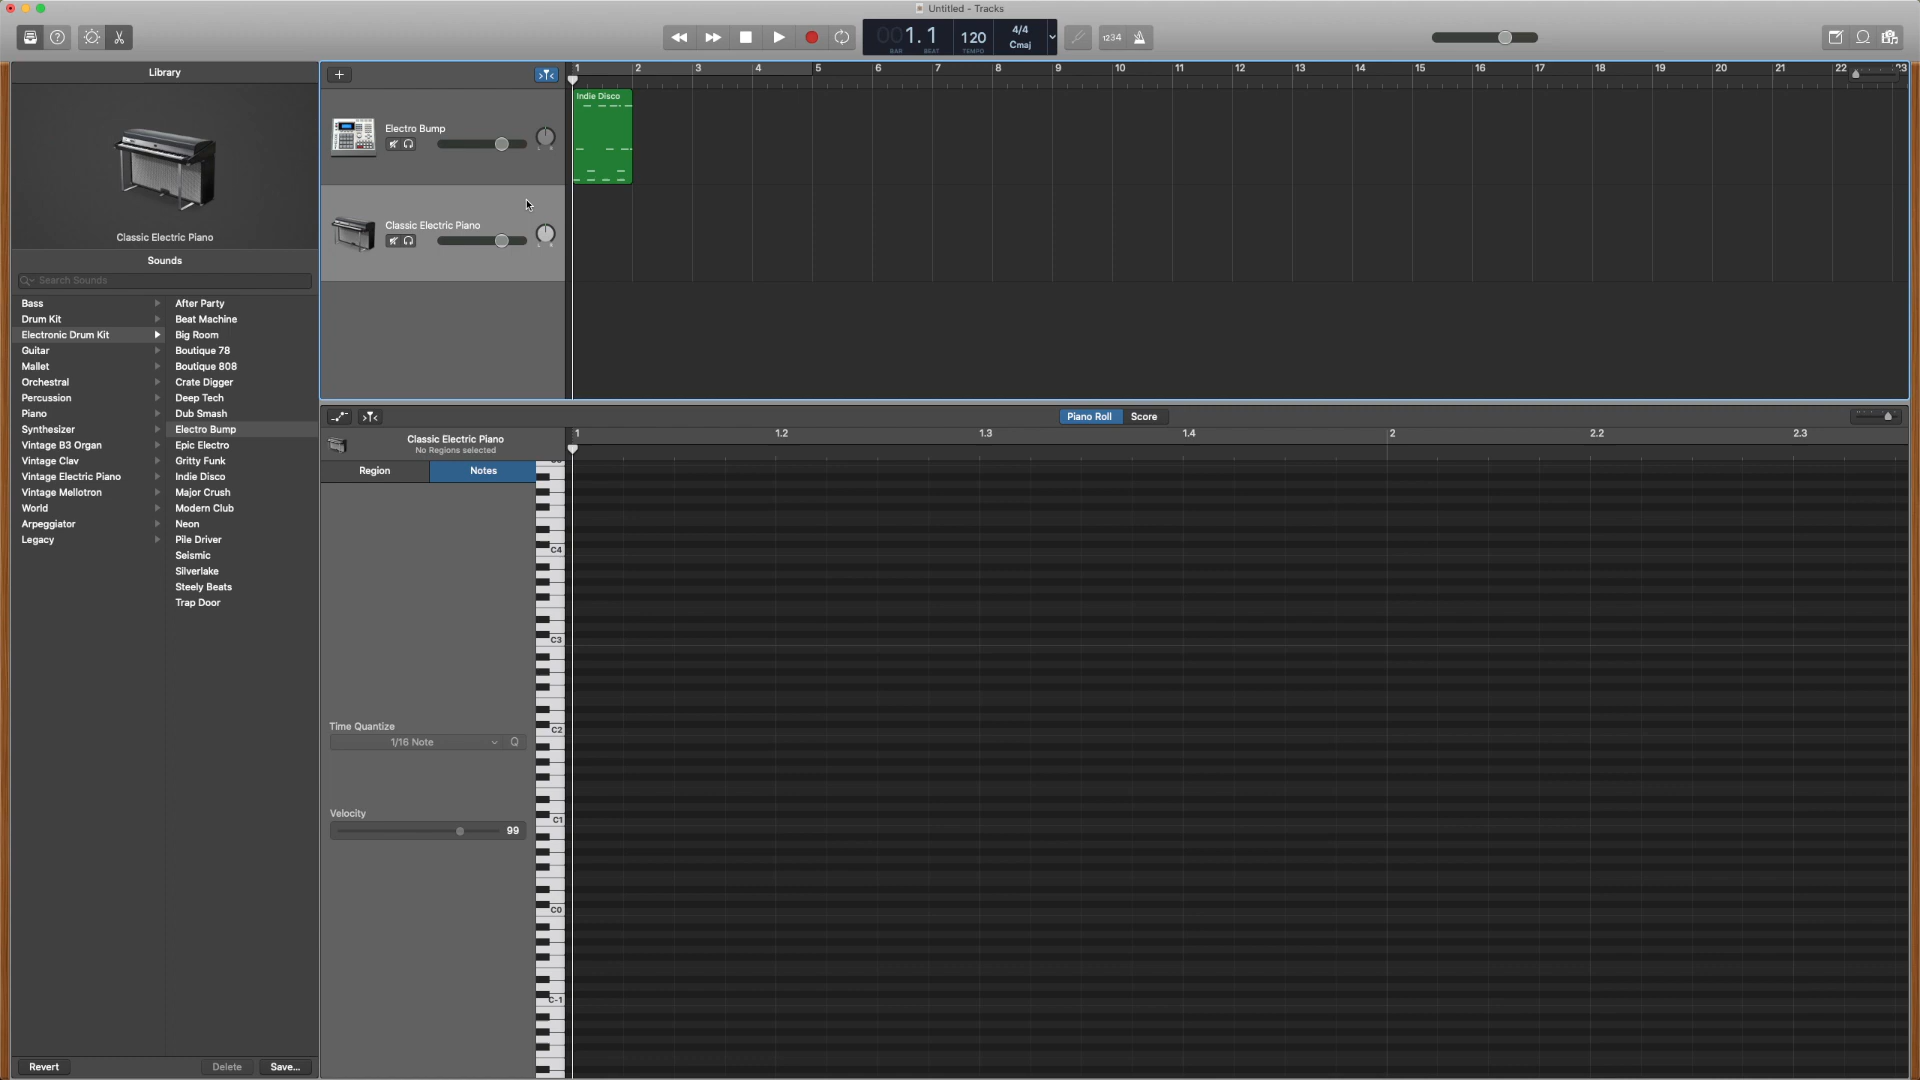 Untitled - Tracks
1.1
BAR
BEAT
120
TEMPO
4/4
Cmaj
1234
Library
Classic Electric Piano
Sounds
Search Sounds
Bass
Drum Kit
Electronic Drum Kit
Guitar
Mallet
Orchestral
Percussion
Piano
Synthesizer
Vintage B3 Organ
Vintage Clav
Vintage Electric Piano
Vintage Mellotron
World
Arpeggiator
Legacy
After Party
Beat Machine
Big Room
Boutique 78
Boutique 808
Crate Digger
Deep Tech
Dub Smash
Electro Bump
Epic Electro
Gritty Funk
Indie Disco
Major Crush
Modern Club
Neon
Pile Driver
Seismic
Silverlake
Steely Beats
Trap Door
Revert
Delete
Save...
1 2 3 4 5 6 7 8 9 10 11 12 13 14 15 16 17 18 19 20 21 22
Electro Bump
L R
Indie Disco
Classic Electric Piano
L R
Piano Roll
Score
Classic Electric Piano
No Regions selected
Region
Notes
1 1.2 1.3 1.4 2 2.2 2.3
C4
C3
C2
C1
C0
C-1
Time Quantize
1/16 Note
Q
Velocity
99